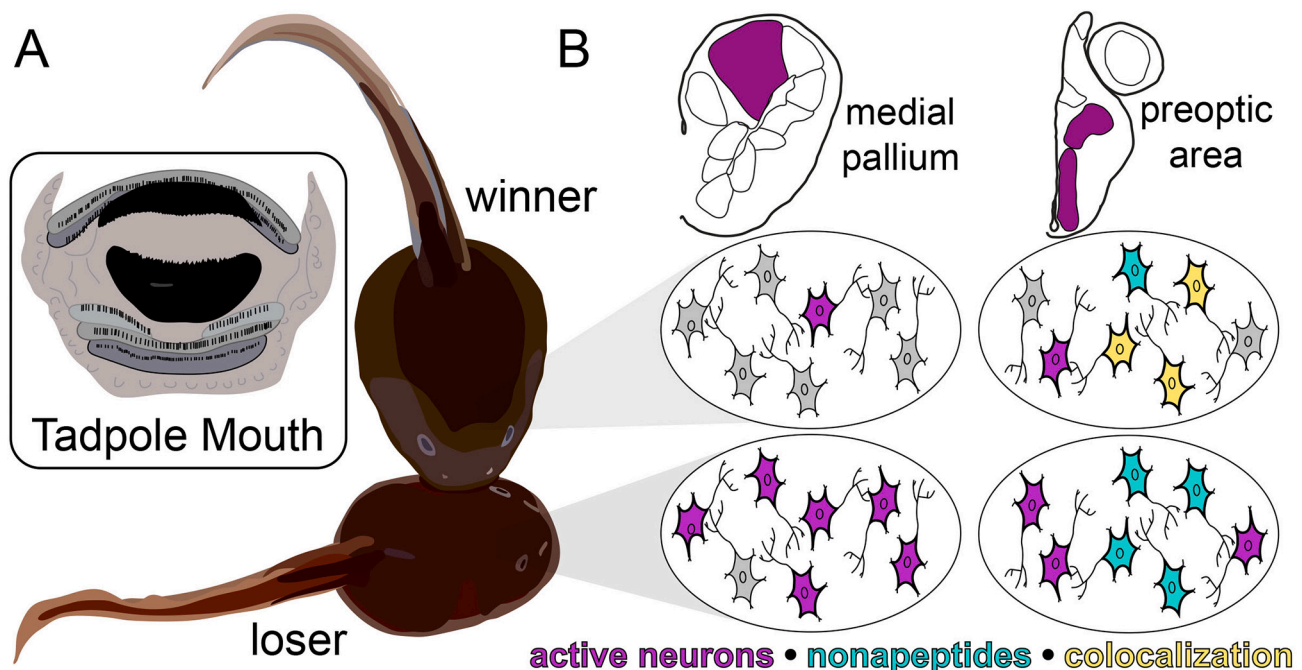 A
B
medial
pallium
preoptic
area
winner
Tadpole Mouth
loser
active neurons • nonapeptides • colocalization